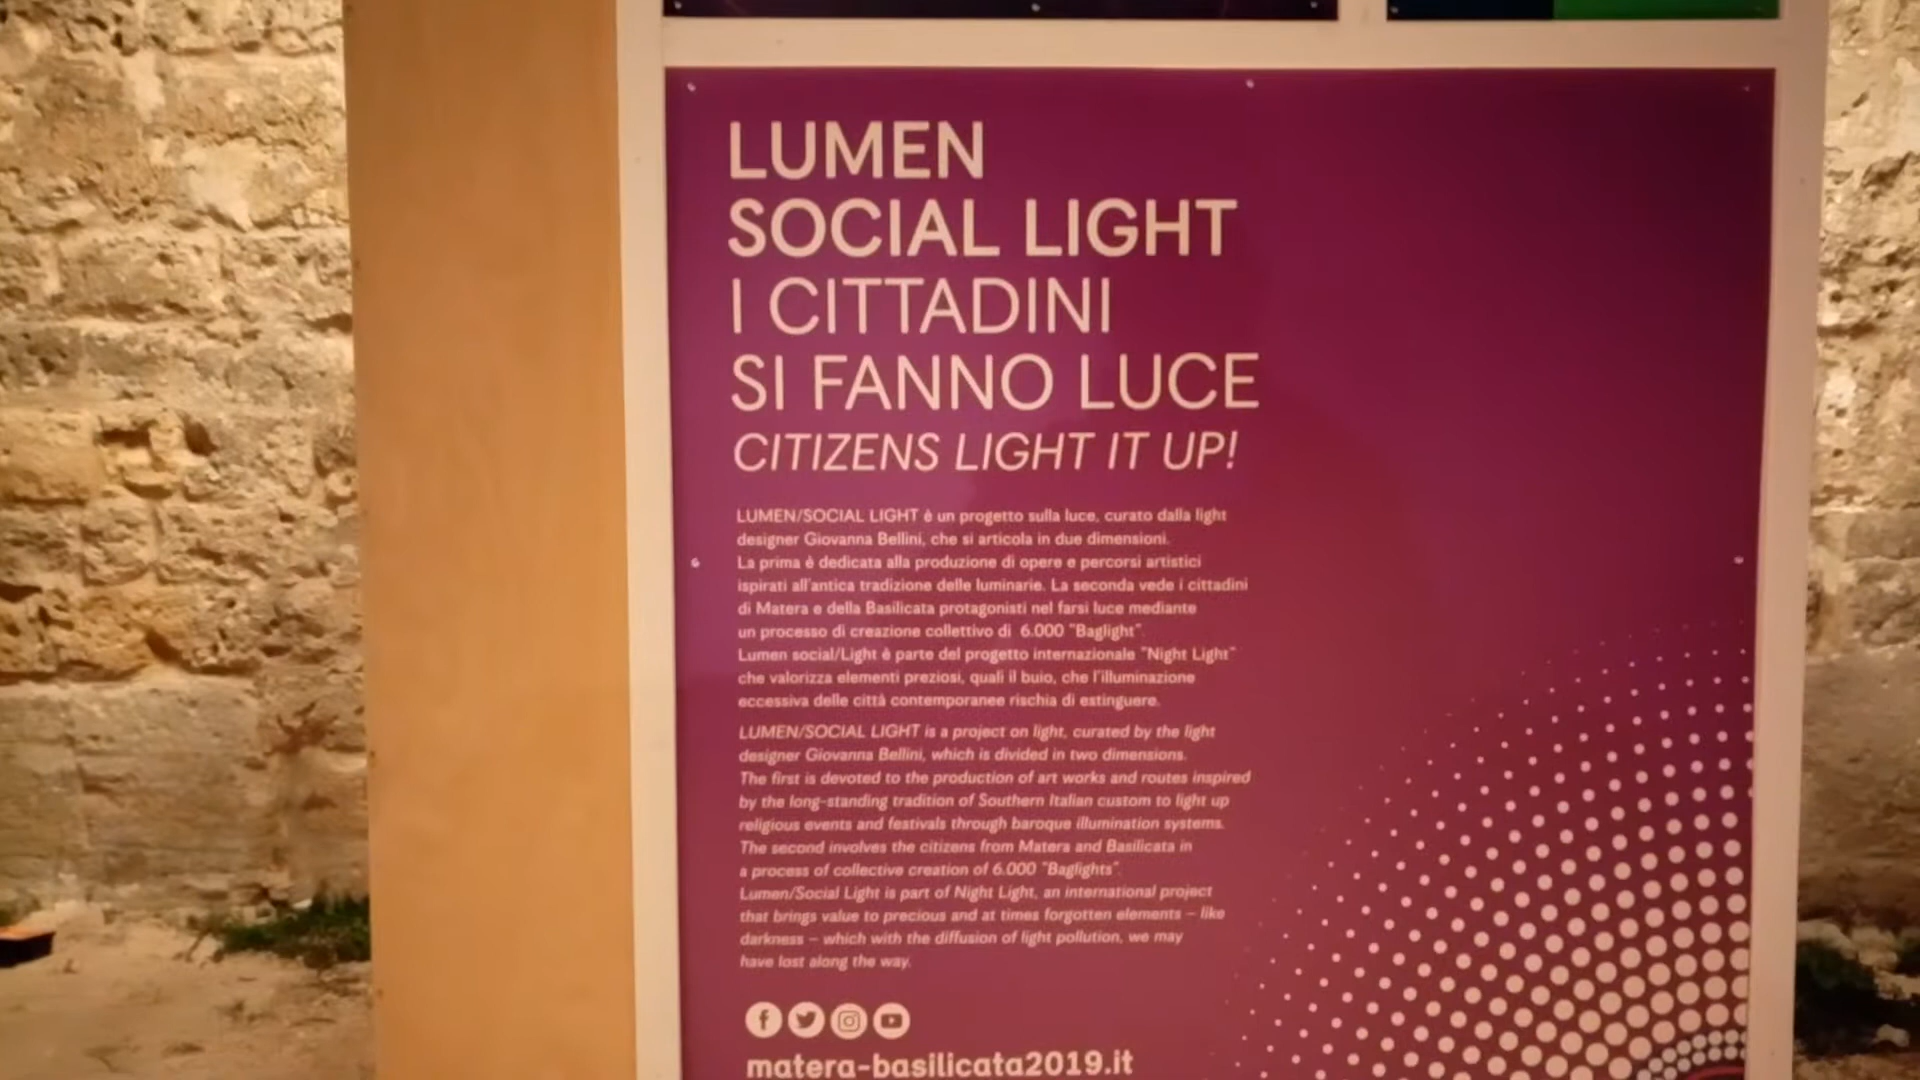 LUMEN
SOCIAL LIGHT
I CITTADINI
SI FANNO LUCE
CITIZENS LIGHT IT UP!
LUMEN/SOCIAL LIGHT è un progetto sulla luce, curato dalla light
designer Giovanna Bellini, che si articola in due dimensioni.
La prima è dedicata alla produzione di opere e percorsi artistici
ispirati all'antica tradizione delle luminarie. La seconda vede i cittadini
di Matera e della Basilicata protagonisti nel farsi luce mediante
un processo di creazione collettivo di 6.000 "Baglight".
Lumen social/Light è parte del progetto internazionale "Night Light"
che valorizza elementi preziosi, quali il buio, che l'illuminazione
eccessiva delle città contemporanee rischia di estinguere.
LUMEN/SOCIAL LIGHT is a project on light, curated by the light
designer Giovanna Bellini, which is divided in two dimensions.
The first is devoted to the production of art works and routes inspired
by the long-standing tradition of Southern Italian custom to light up
religious events and festivals through baroque illumination systems.
The second involves the citizens from Matera and Basilicata in
a process of collective creation of 6.000 "Baglights".
Lumen/Social Light is part of Night Light, an international project
that brings value to precious and at times forgotten elements – like
darkness – which with the diffusion of light pollution, we may
have lost along the way.
matera-basilicata2019.it